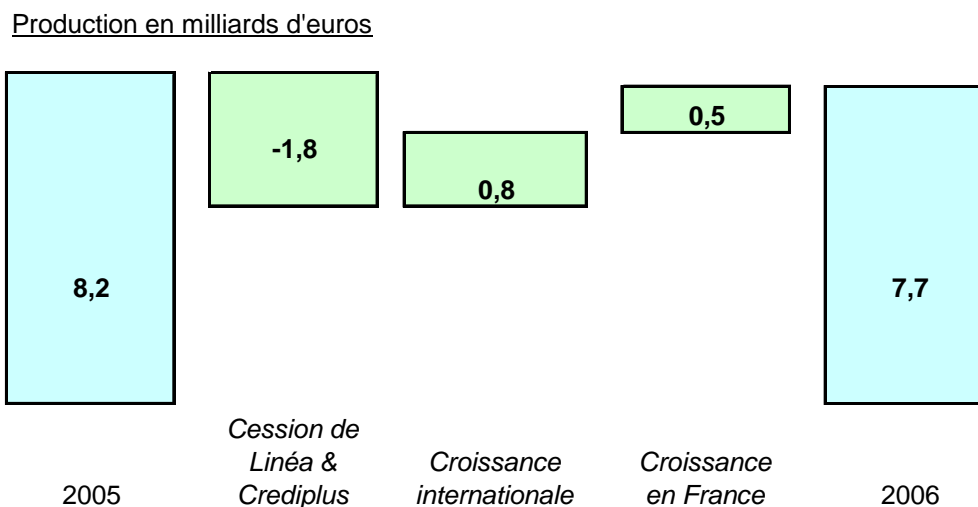 Production en milliards d'euros
8,2
-1,8
0,8
0,5
7,7
2005
Cession de
Linéa &
Crediplus
Croissance
internationale
Croissance
en France
2006